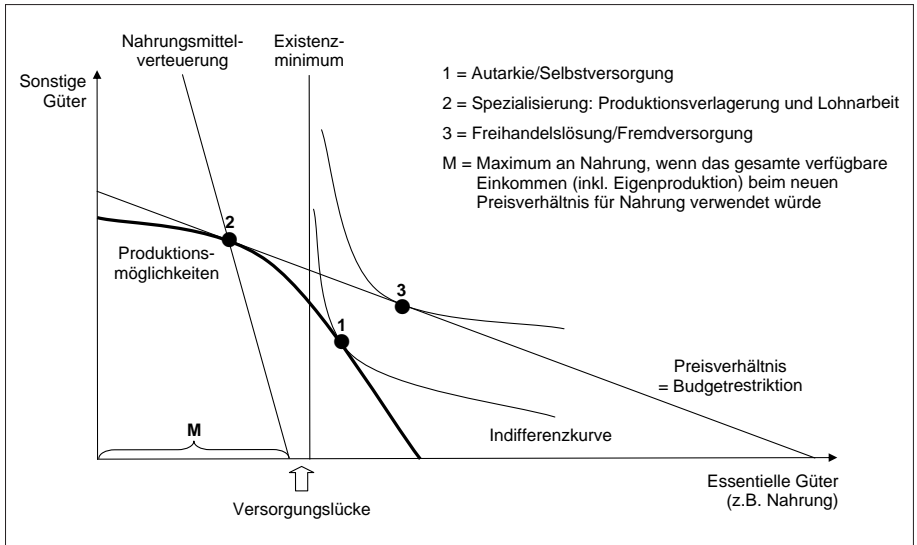 Nahrungsmittel-
verteuerung
Existenz-
minimum
Sonstige
Güter
1 = Autarkie/Selbstversorgung
2 = Spezialisierung: Produktionsverlagerung und Lohnarbeit
3 = Freihandelslösung/Fremdversorgung
M = Maximum an Nahrung, wenn das gesamte verfügbare
Einkommen (inkl. Eigenproduktion) beim neuen
Preisverhältnis für Nahrung verwendet würde
2
Produktions-
möglichkeiten
3
1
Preisverhältnis
= Budgetrestriktion
M
Indifferenzkurve
Essentielle Güter
(z.B. Nahrung)
Versorgungslücke